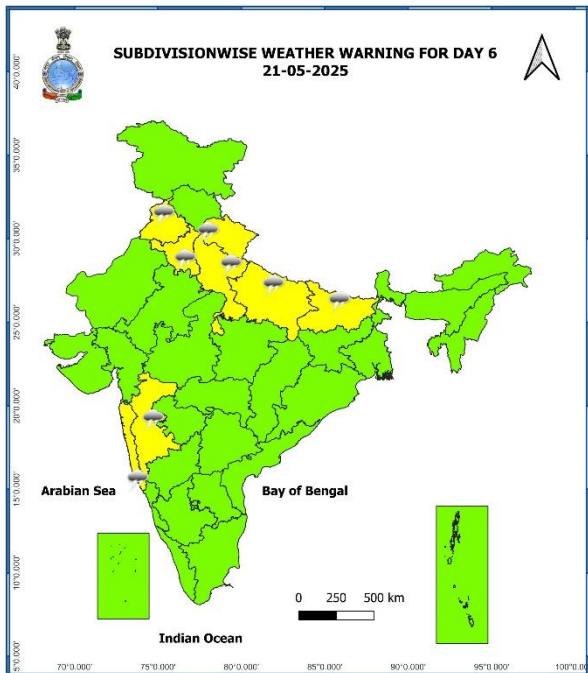 SUBDIVISIONWISE WEATHER WARNING FOR DAY 6
21-05-2025
40°0.000'
35°0.000'
30°0.000'
25°0.000'
20°0.000'
15°0.000'
10°0.000'
5°0.000'
Arabian Sea
Bay of Bengal
0 250 500 km
Indian Ocean
70°0.000' 75°0.000' 80°0.000' 85°0.000' 90°0.000' 95°0.000' 100°0.0